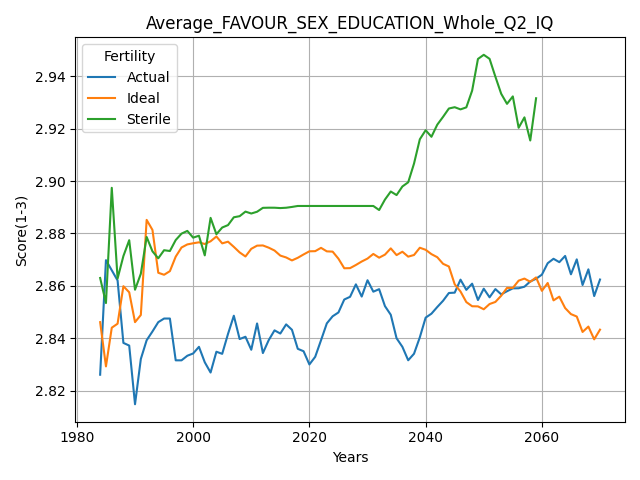 Average_FAVOUR_SEX_EDUCATION_Whole_Q2_IQ
Fertility
Actual
Ideal
Sterile
Score(1-3)
2.94
2.92
2.90
2.88
2.86
2.84
2.82
1980
2000
2020
2040
2060
Years